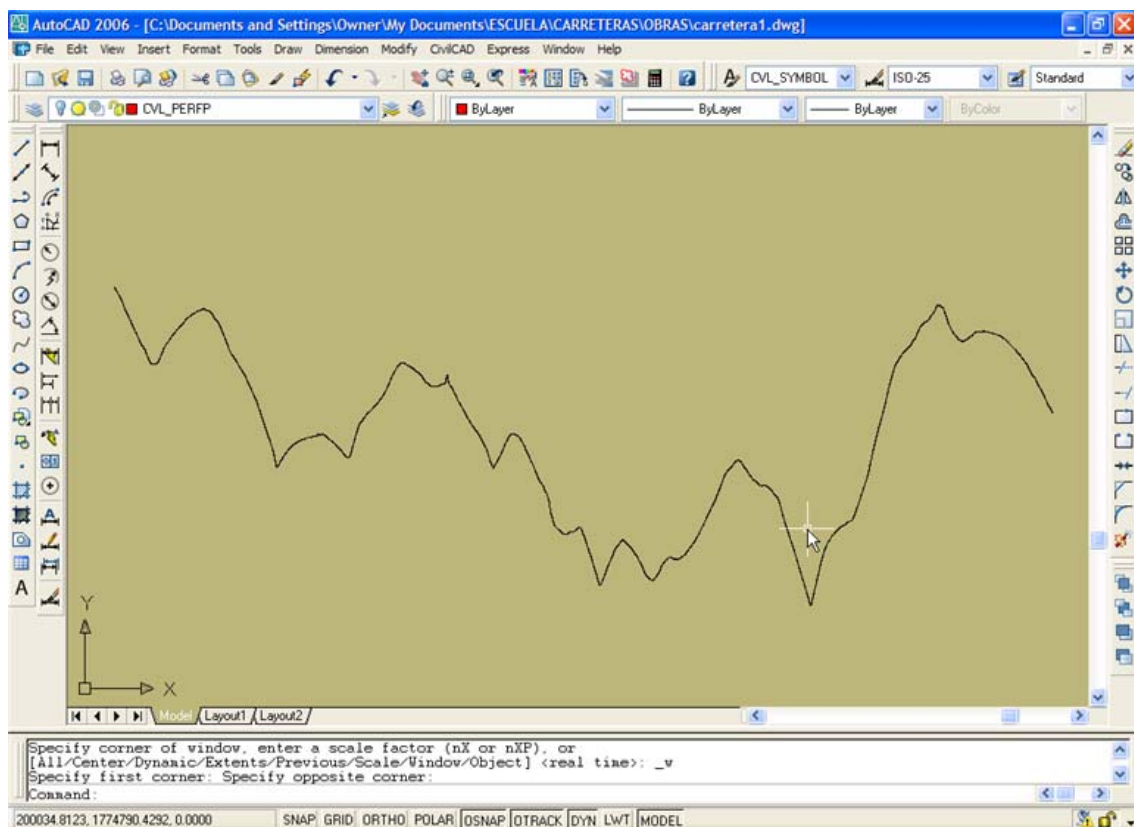 AutoCAD 2006 - [C:\Documents and Settings\Owner\My Documents\ESCUELA\CARRETERAS\OBRAS\carretera1.dwg]
File Edit View Insert Format Tools Draw Dimension Modify CivilCAD Express Window Help
CVL_SYMBOL ISO-25 Standard
CVL_PERFP ByLayer ByLayer ByLayer ByColor
A
Y
X
Model Layout1 Layout2
Specify corner of window, enter a scale factor (nX or nXP), or
[All/Center/Dynamic/Extents/Previous/Scale/Window/Object] <real time>: _w
Specify first corner: Specify opposite corner:
Command:
200034.8123, 1774790.4292, 0.0000 SNAP GRID ORTHO POLAR OSNAP OTRACK DYN LWT MODEL